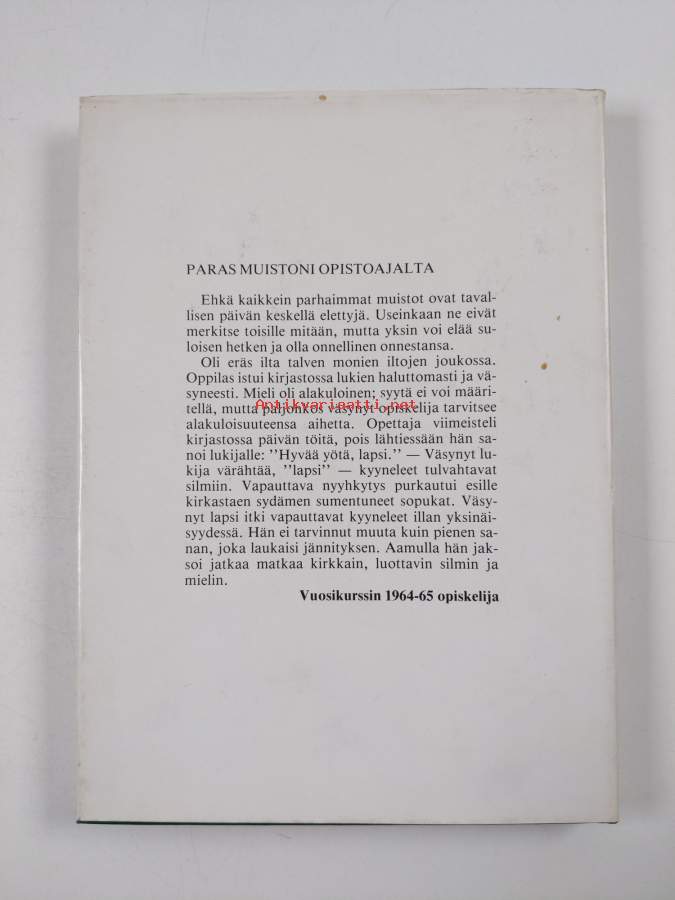 PARAS MUISTONI OPISTOAJALTA
Ehkä kaikkein parhaimmat muistot ovat taval-
lisen päivän keskellä elettyjä. Useinkaan ne eivät
merkitse toisille mitään, mutta yksin voi elää su-
loisen hetken ja olla onnellinen onnestansa.
Oli eräs ilta talven monien iltojen joukossa.
Oppilas istui kirjastossa lukien haluttomasti ja vä-
syneesti. Mieli oli alakuloinen; syytä ei voi määri-
tellä, mutta paljonkos väsynyt opiskelija tarvitsee
Antikvariaatti.net
alakuloisuuteensa aihetta. Opettaja viimeisteli
kirjastossa päivän töitä, pois lähtiessään hän sa-
noi lukijalle: "Hyvää yötä, lapsi." — Väsynyt lu-
kija värähtää, "lapsi" — kyyneleet tulvahtavat
silmiin. Vapauttava nyyhkytys purkautui esille
kirkastaen sydämen sumentuneet sopukat. Väsy-
nyt lapsi itki vapauttavat kyyneleet illan yksinäi-
syydessä. Hän ei tarvinnut muuta kuin pienen sa-
nan, joka laukaisi jännityksen. Aamulla hän jak-
soi jatkaa matkaa kirkkain, luottavin silmin ja
mielin.
Vuosikurssin 1964-65 opiskelija